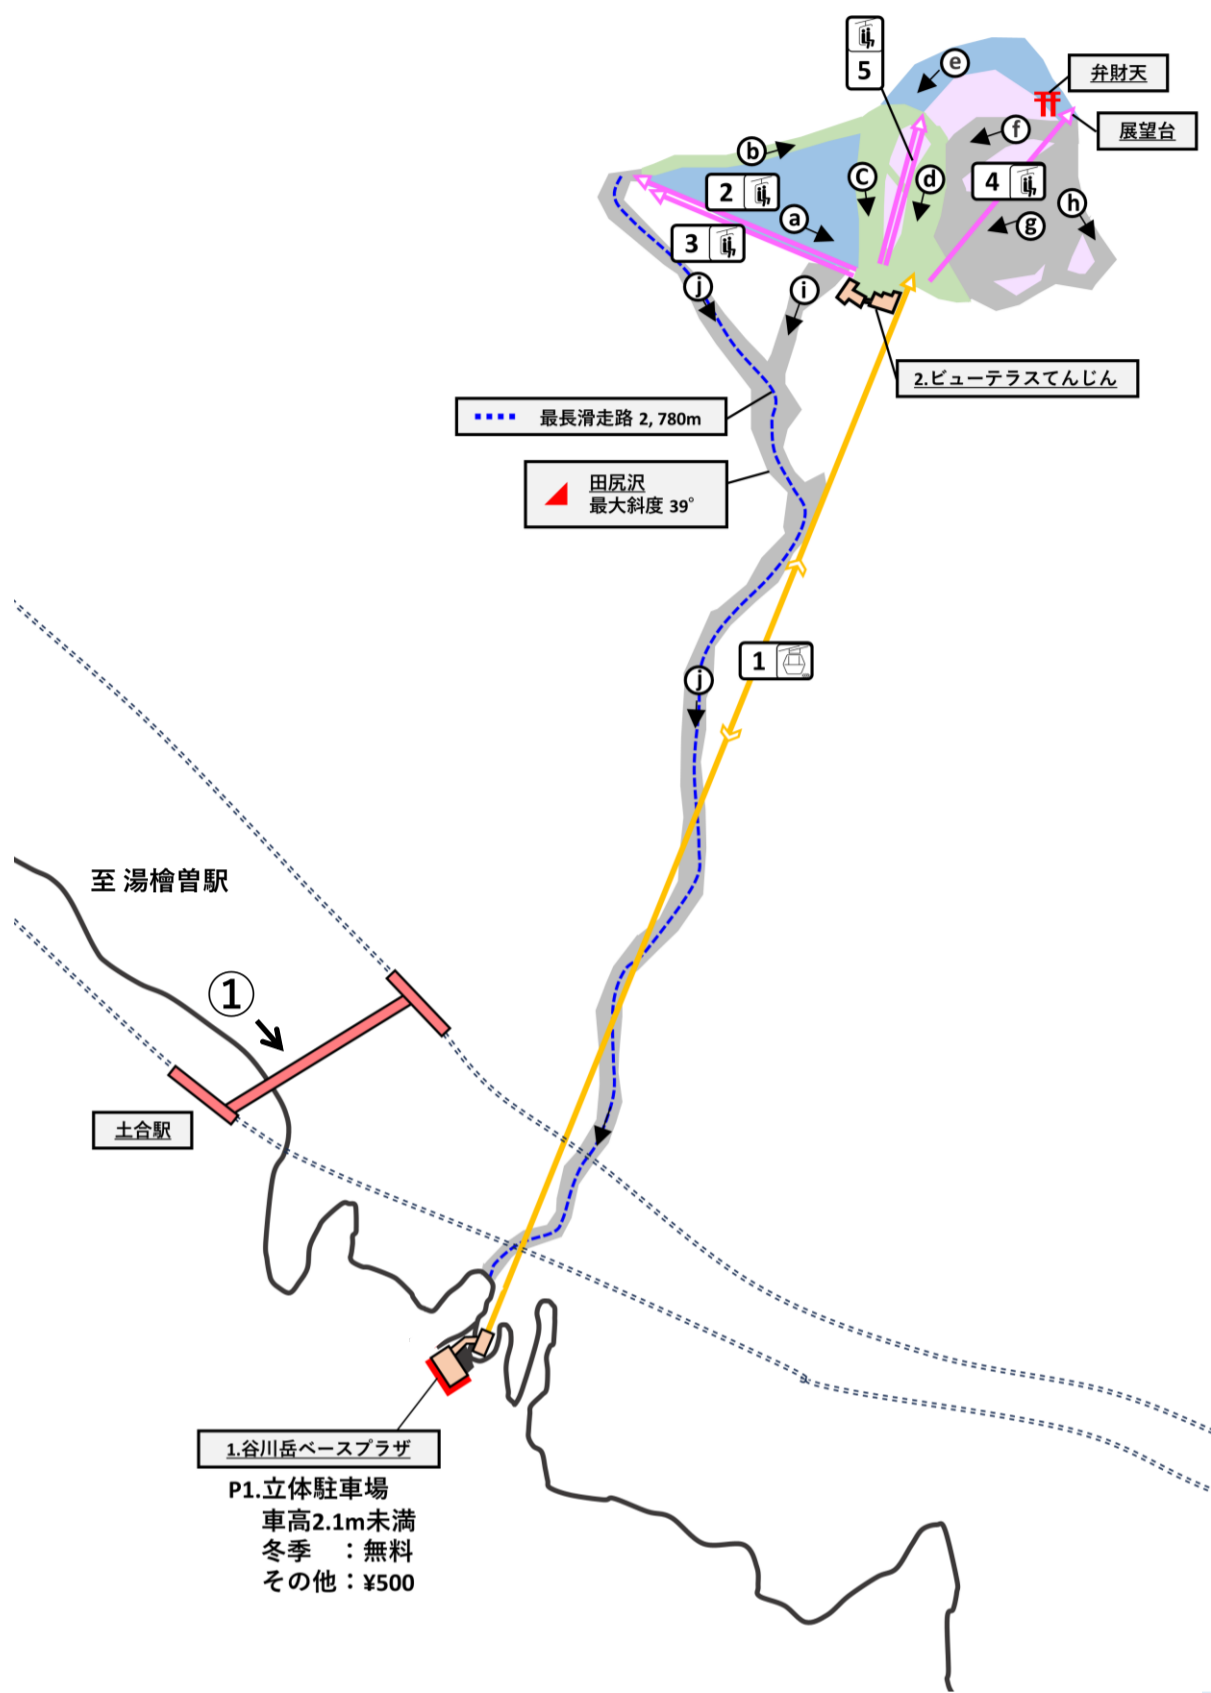 5
e
弁財天
展望台
f
b
2
C
d
4
a
h
g
3
j
i
2.ビューテラスてんじん
最長滑走路 2, 780m
田尻沢
最大斜度 39°
1
j
至 湯檜曽駅
①
土合駅
1.谷川岳ベースプラザ
P1.立体駐車場
車高2.1m未満
冬季 ：無料
その他：¥500